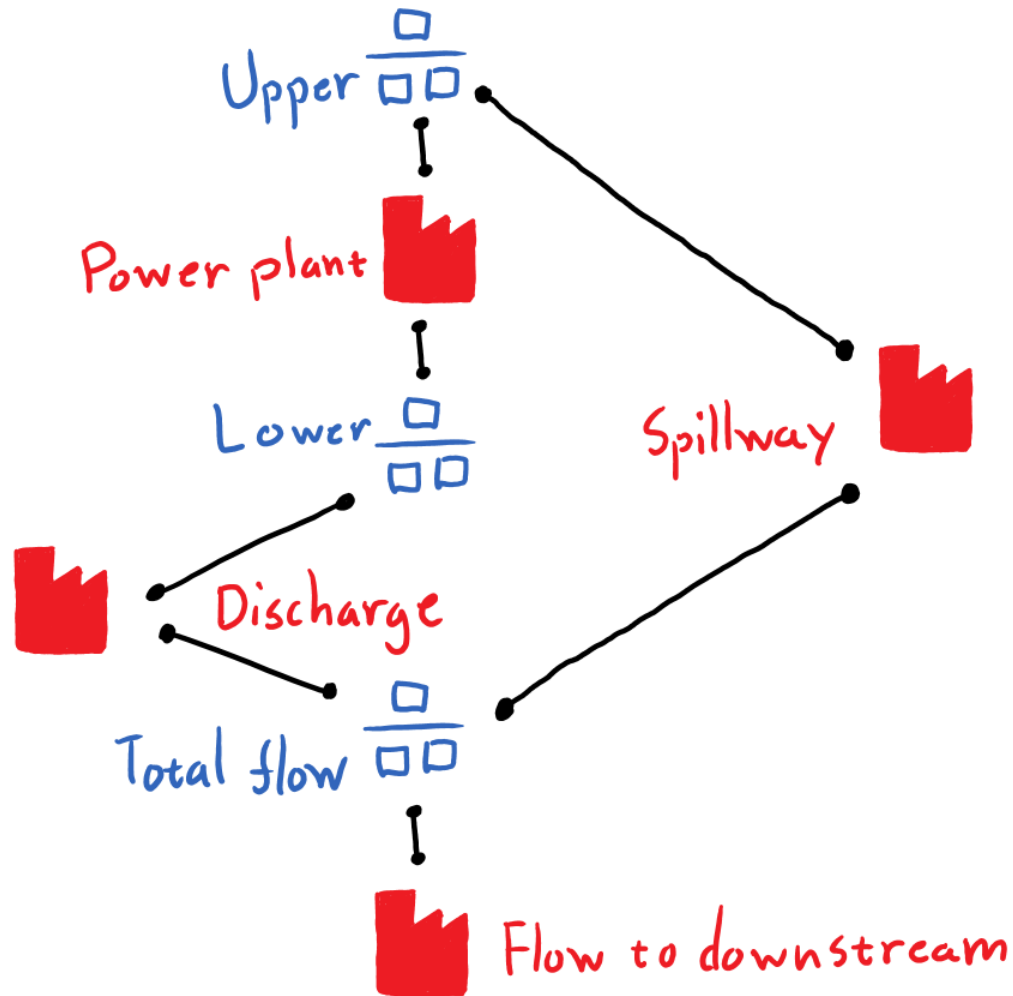 Upper
Power plant
Lower
Spillway
Discharge
Total flow
Flow to downstream